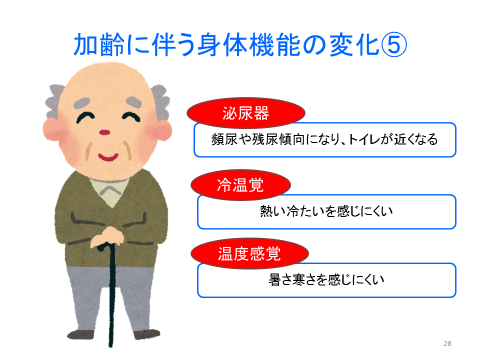 加齢に伴う身体機能の変化⑤
泌尿器
頻尿や残尿傾向になり、トイレが近くなる
冷温覚
熱い冷たいを感じにくい
温度感覚
暑さ寒さを感じにくい
28